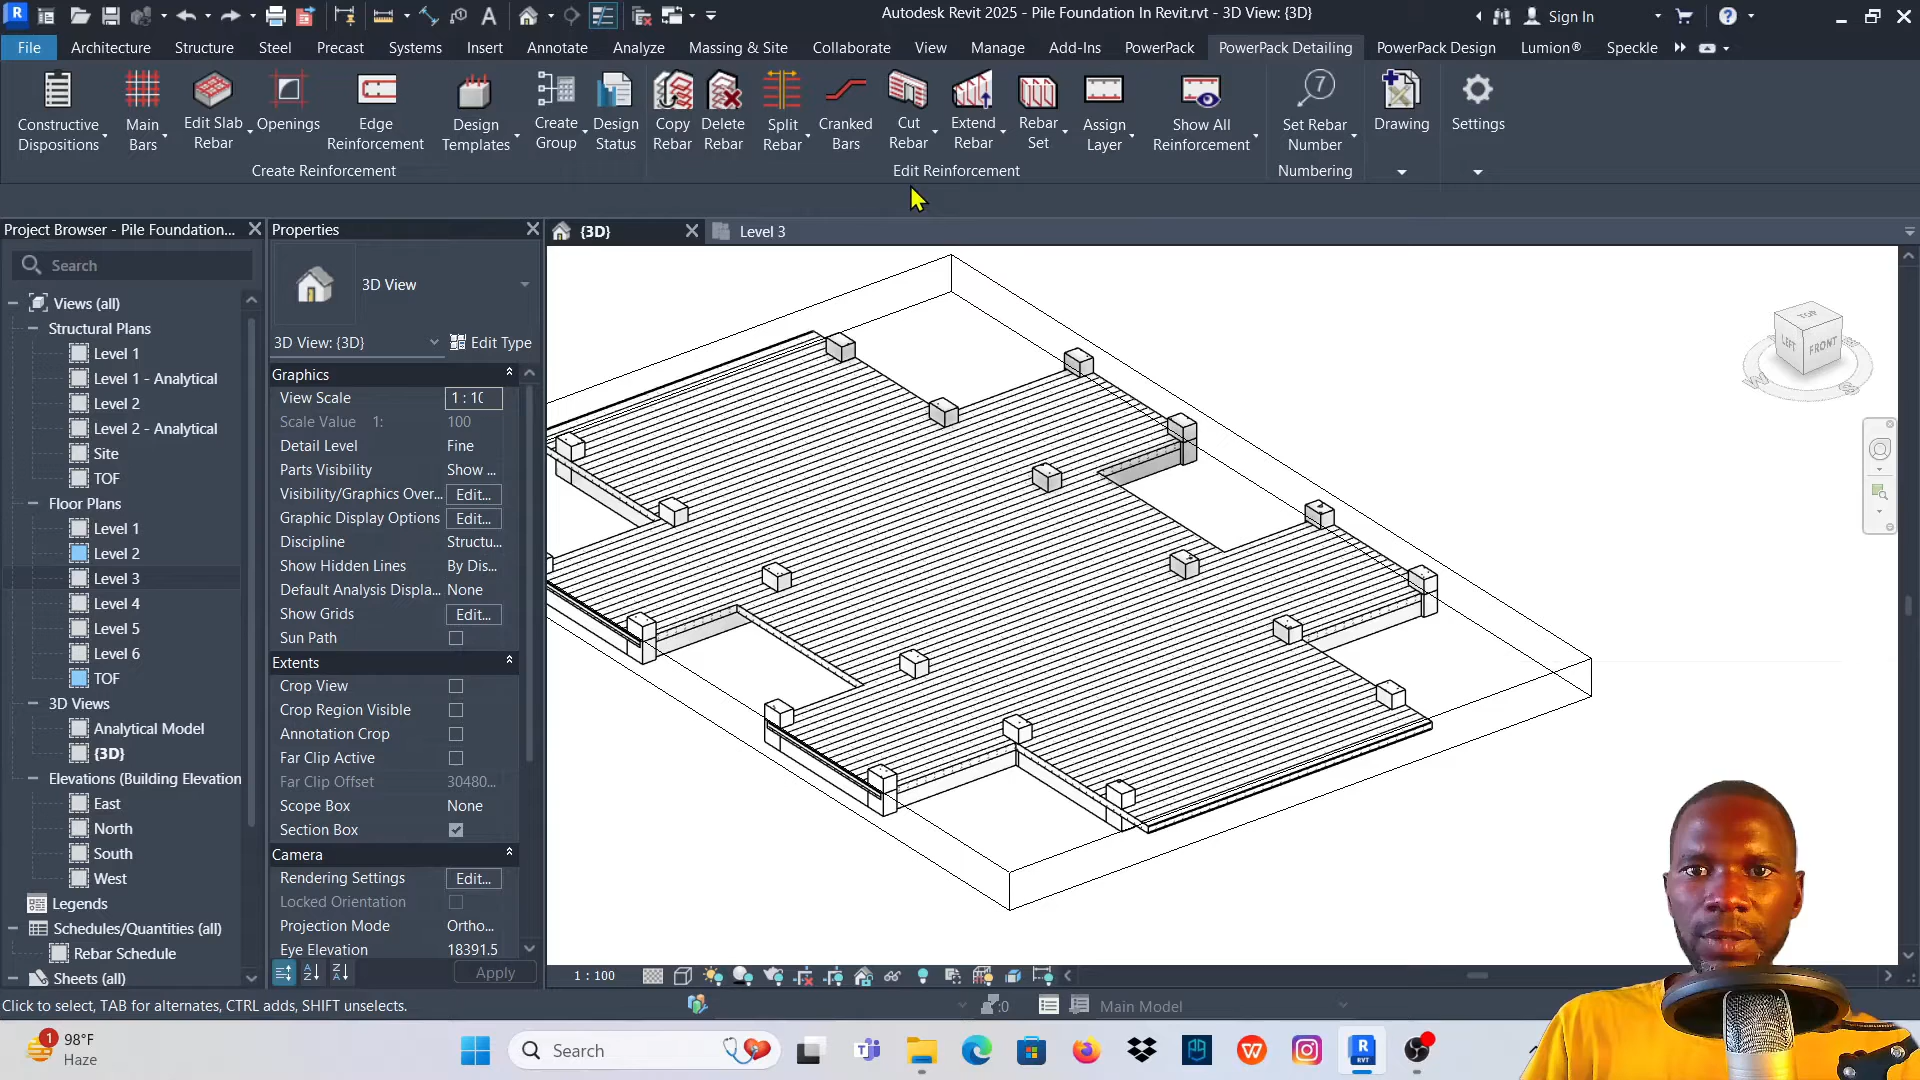 Autodesk Revit 2025 - Pile Foundation In Revit.rvt - 3D View: {3D}
Sign In
File Architecture Structure Steel Precast Systems Insert Annotate Analyze Massing & Site Collaborate View Manage Add-Ins PowerPack PowerPack Detailing PowerPack Design Lumion® Speckle
Constructive Dispositions
Main Bars
Edit Slab Rebar
Openings
Edge Reinforcement
Design Templates
Create Group
Design Status
Copy Rebar
Delete Rebar
Split Rebar
Cranked Bars
Cut Rebar
Extend Rebar
Rebar Set
Assign Layer
Show All Reinforcement
7
Set Rebar Number
Drawing
Settings
Create Reinforcement
Edit Reinforcement
Numbering
Project Browser - Pile Foundation...
Search
Views (all)
Structural Plans
Level 1
Level 1 - Analytical
Level 2
Level 2 - Analytical
Site
TOF
Floor Plans
Level 1
Level 2
Level 3
Level 4
Level 5
Level 6
TOF
3D Views
Analytical Model
{3D}
Elevations (Building Elevation
East
North
South
West
Legends
Schedules/Quantities (all)
Rebar Schedule
Sheets (all)
Properties
3D View
3D View: {3D}
Edit Type
Graphics
View Scale 1 : 10
Scale Value 1: 100
Detail Level Fine
Parts Visibility Show ...
Visibility/Graphics Over... Edit...
Graphic Display Options Edit...
Discipline Structu...
Show Hidden Lines By Dis...
Default Analysis Displa... None
Show Grids Edit...
Sun Path
Extents
Crop View
Crop Region Visible
Annotation Crop
Far Clip Active
Far Clip Offset 30480...
Scope Box None
Section Box
Camera
Rendering Settings Edit...
Locked Orientation
Projection Mode Ortho...
Eye Elevation 18391.5
Apply
{3D}
Level 3
TOP
LEFT
FRONT
W
S
1 : 100
Click to select, TAB for alternates, CTRL adds, SHIFT unselects.
:0
Main Model
1
98°F
Haze
Search